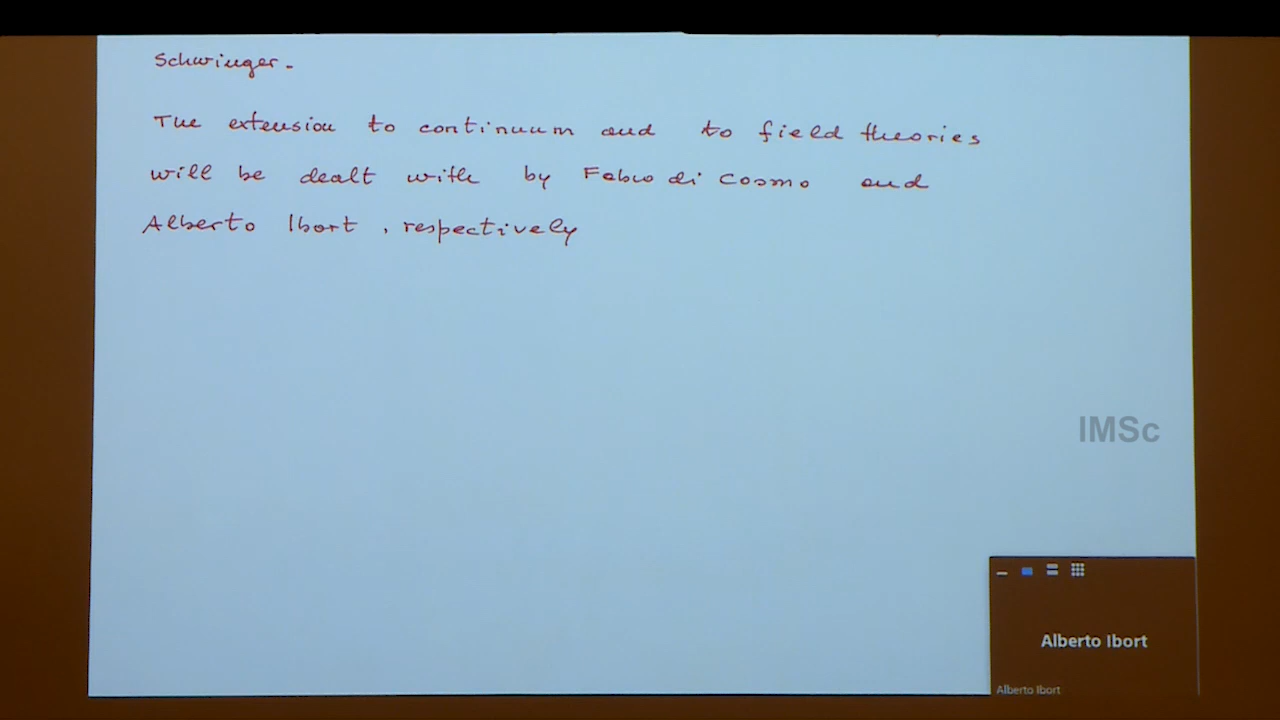 Schwinger.
The extension to continuum and to field theories
will be dealt with by Fabio di Cosmo and
Alberto Ibort, respectively
IMSc
Alberto Ibort
Alberto Ibort